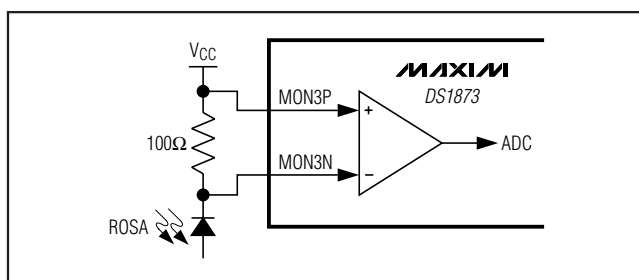 VCC
MAXIM
DS1873
MON3P
+
100Ω
ADC
MON3N
−
ROSA